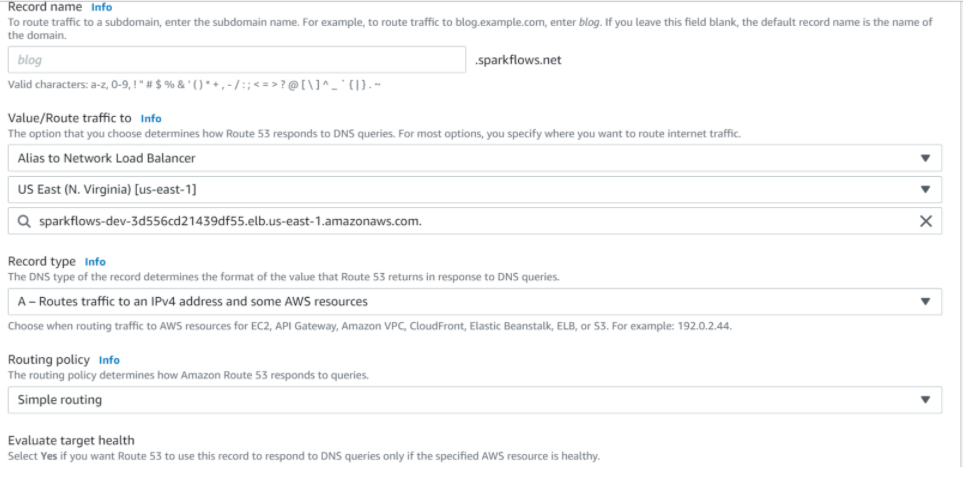 Record name Info
To route traffic to a subdomain, enter the subdomain name. For example, to route traffic to blog.example.com, enter blog. If you leave this field blank, the default record name is the name of
the domain.
blog .sparkflows.net
Valid characters: a-z, 0-9, ! " # $ % & ' ( ) * + , - / : ; < = > ? @ [ \ ] ^ _ ` { | } . ~
Value/Route traffic to Info
The option that you choose determines how Route 53 responds to DNS queries. For most options, you specify where you want to route internet traffic.
Alias to Network Load Balancer
US East (N. Virginia) [us-east-1]
sparkflows-dev-3d556cd21439df55.elb.us-east-1.amazonaws.com.
Record type Info
The DNS type of the record determines the format of the value that Route 53 returns in response to DNS queries.
A – Routes traffic to an IPv4 address and some AWS resources
Choose when routing traffic to AWS resources for EC2, API Gateway, Amazon VPC, CloudFront, Elastic Beanstalk, ELB, or S3. For example: 192.0.2.44.
Routing policy Info
The routing policy determines how Amazon Route 53 responds to queries.
Simple routing
Evaluate target health
Select Yes if you want Route 53 to use this record to respond to DNS queries only if the specified AWS resource is healthy.